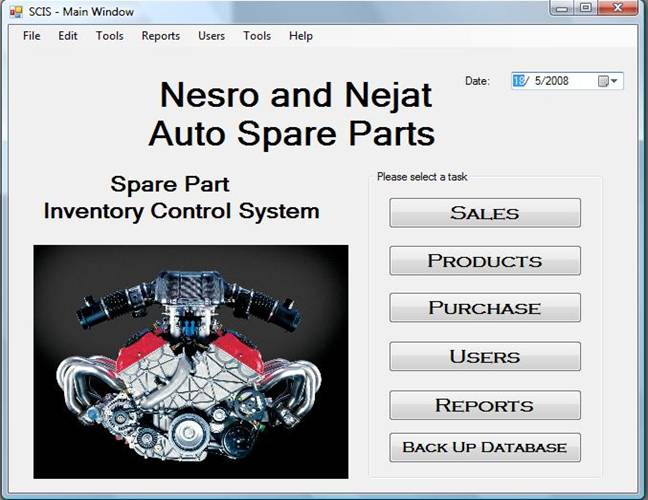 SCIS - Main Window
File Edit Tools Reports Users Tools Help
Date: 18/ 5/2008
Nesro and Nejat
Auto Spare Parts
Spare Part
Inventory Control System
Please select a task
SALES
PRODUCTS
PURCHASE
USERS
REPORTS
BACK UP DATABASE